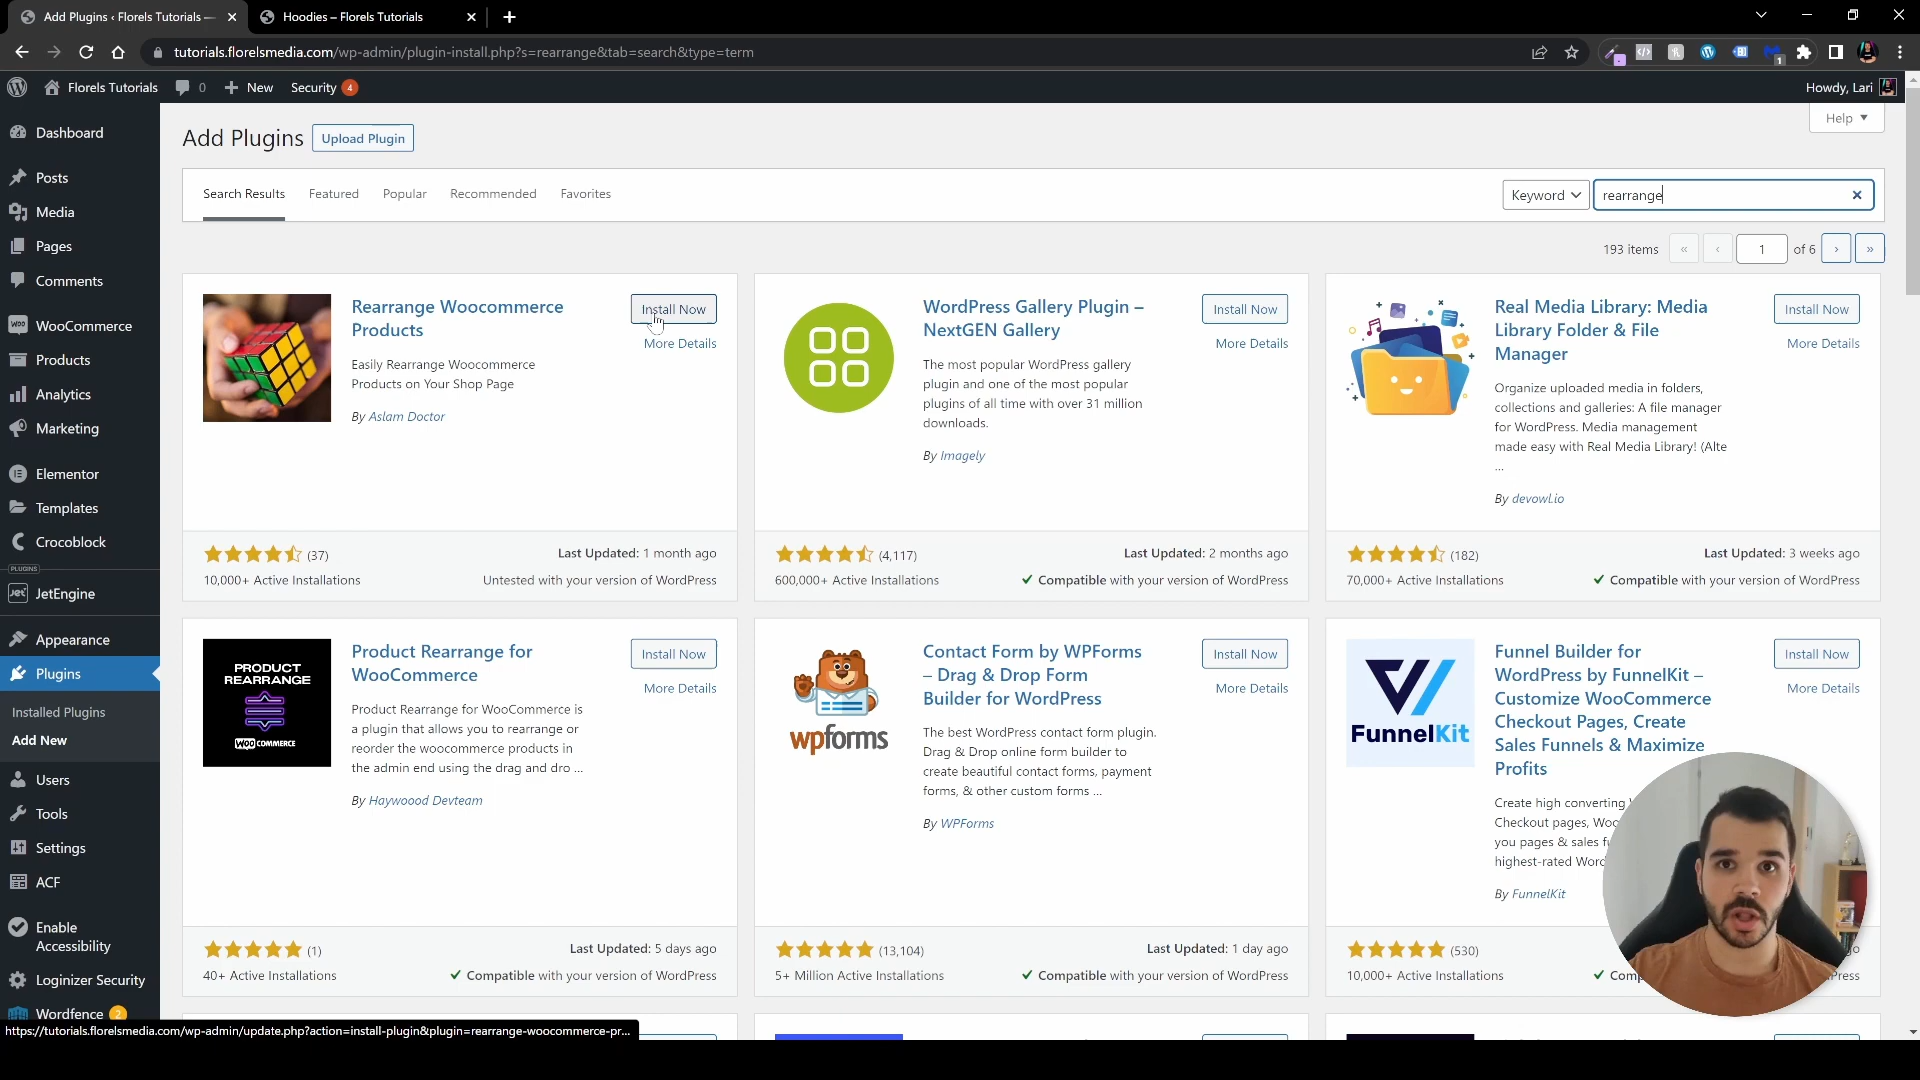 Add Plugins ‹ Florels Tutorials —
Hoodies – Florels Tutorials
tutorials.florelsmedia.com/wp-admin/plugin-install.php?s=rearrange&tab=search&type=term
1
Florels Tutorials
0
New
Security 4
Howdy, Lari
Help
Add Plugins
Upload Plugin
Search Results
Featured
Popular
Recommended
Favorites
Keyword
rearrange
193 items
«
‹
1
of 6
›
»
Dashboard
Posts
Media
Pages
Comments
WooCommerce
Products
Analytics
Marketing
Elementor
Templates
Crocoblock
PLUGINS
JetEngine
Appearance
Plugins
Installed Plugins
Add New
Users
Tools
Settings
ACF
Enable
Accessibility
Loginizer Security
Wordfence 2
Rearrange Woocommerce
Products
Install Now
More Details
Easily Rearrange Woocommerce
Products on Your Shop Page
By Aslam Doctor
(37)
Last Updated: 1 month ago
10,000+ Active Installations
Untested with your version of WordPress
WordPress Gallery Plugin –
NextGEN Gallery
Install Now
More Details
The most popular WordPress gallery
plugin and one of the most popular
plugins of all time with over 31 million
downloads.
By Imagely
(4,117)
Last Updated: 2 months ago
600,000+ Active Installations
Compatible with your version of WordPress
Real Media Library: Media
Library Folder & File
Manager
Install Now
More Details
Organize uploaded media in folders,
collections and galleries: A file manager
for WordPress. Media management
made easy with Real Media Library! (Alte
...
By devowl.io
(182)
Last Updated: 3 weeks ago
70,000+ Active Installations
Compatible with your version of WordPress
PRODUCT
REARRANGE
WOO COMMERCE
Product Rearrange for
WooCommerce
Install Now
More Details
Product Rearrange for WooCommerce is
a plugin that allows you to rearrange or
reorder the woocommerce products in
the admin end using the drag and dro ...
By Haywoood Devteam
(1)
Last Updated: 5 days ago
40+ Active Installations
Compatible with your version of WordPress
wpforms
Contact Form by WPForms
– Drag & Drop Form
Builder for WordPress
Install Now
More Details
The best WordPress contact form plugin.
Drag & Drop online form builder to
create beautiful contact forms, payment
forms, & other custom forms ...
By WPForms
(13,104)
Last Updated: 1 day ago
5+ Million Active Installations
Compatible with your version of WordPress
FunnelKit
Funnel Builder for
WordPress by FunnelKit –
Customize WooCommerce
Checkout Pages, Create
Sales Funnels & Maximize
Profits
Install Now
More Details
Create high converting
Checkout pages,
you pages & sales
highest-rated
By FunnelKit
(530)
10,000+ Active Installations
https://tutorials.florelsmedia.com/wp-admin/update.php?action=install-plugin&plugin=rearrange-woocommerce-pr...